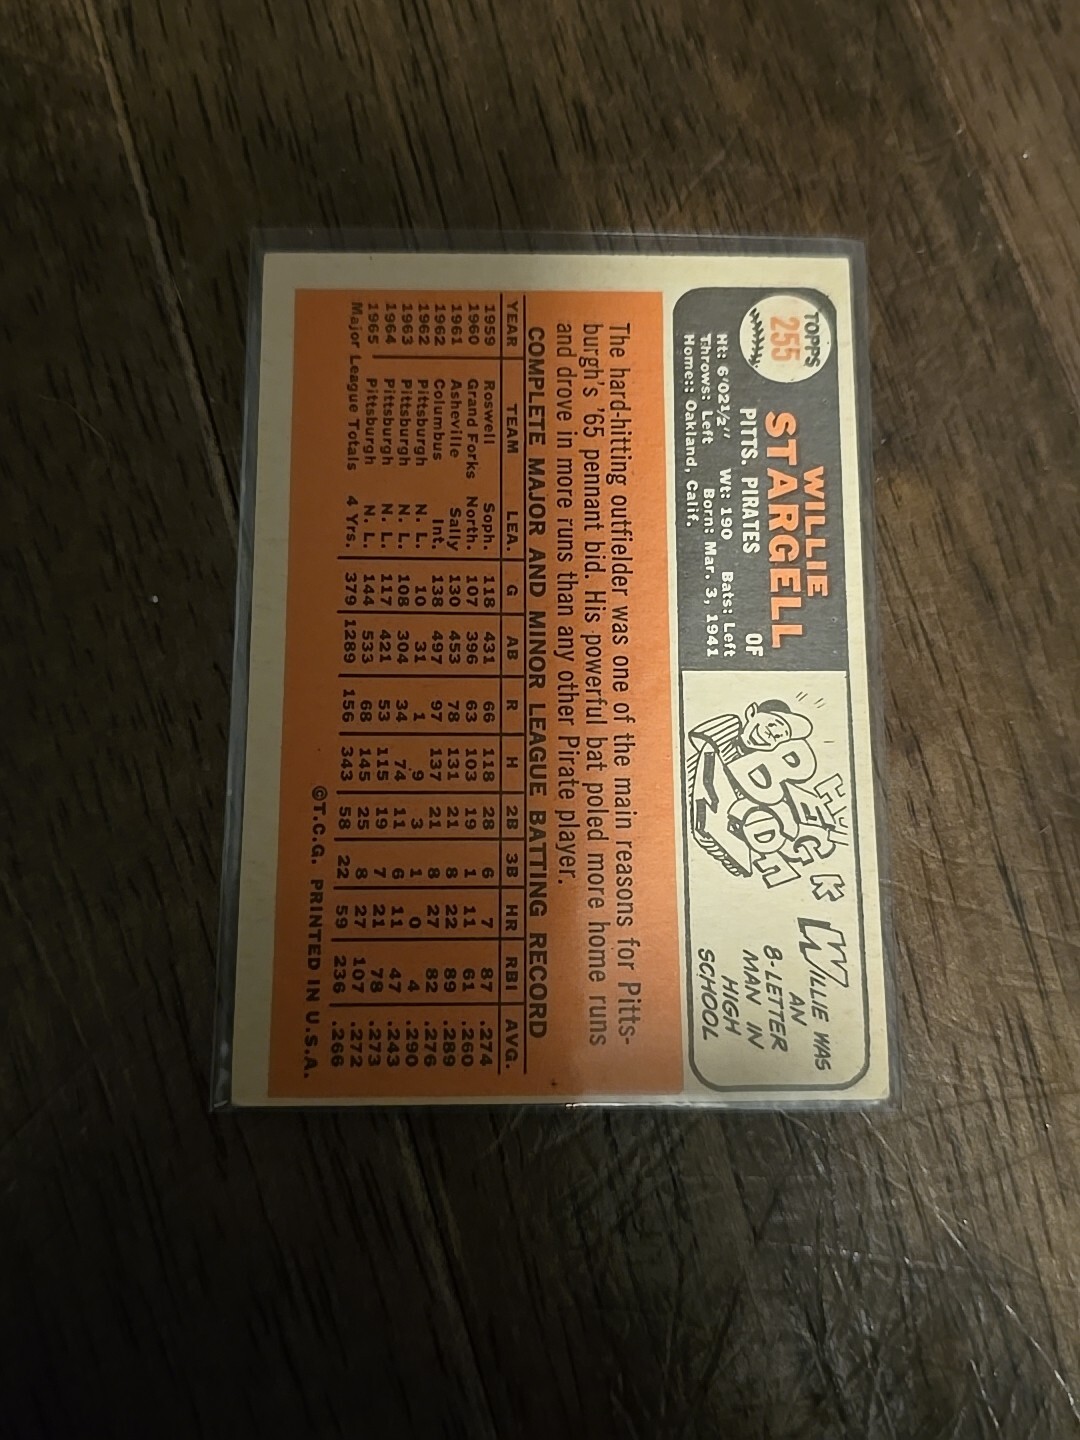 TOPPS
255
WILLIE
STARGELL
OF
PITTS. PIRATES
Ht: 6'02½" Wt: 190 Bats: Left
Throws: Left Born: Mar. 3, 1941
Home:: Oakland, Calif.
WILLIE WAS
AN
8-LETTER
MAN IN
HIGH
SCHOOL
The hard-hitting outfielder was one of the main reasons for Pitts-
burgh's '65 pennant bid. His powerful bat poled more home runs
and drove in more runs than any other Pirate player.
COMPLETE MAJOR AND MINOR LEAGUE BATTING RECORD
YEAR TEAM LEA. G AB R H 2B 3B HR RBI AVG.
1959 Roswell Soph. 118 431 66 118 28 6 7 87 .274
1960 Grand Forks North. 107 396 63 103 19 1 11 61 .260
1961 Asheville Sally 130 453 78 131 21 8 22 89 .289
1962 Columbus Int. 138 497 97 137 21 8 27 82 .276
1962 Pittsburgh N. L. 10 31 1 9 3 1 0 4 .290
1963 Pittsburgh N. L. 108 304 34 74 11 6 11 47 .243
1964 Pittsburgh N. L. 117 421 53 115 19 7 21 78 .273
1965 Pittsburgh N. L. 144 533 68 145 25 8 27 107 .272
Major League Totals 4 Yrs. 379 1289 156 343 58 22 59 236 .266
©T.C.G. PRINTED IN U.S.A.